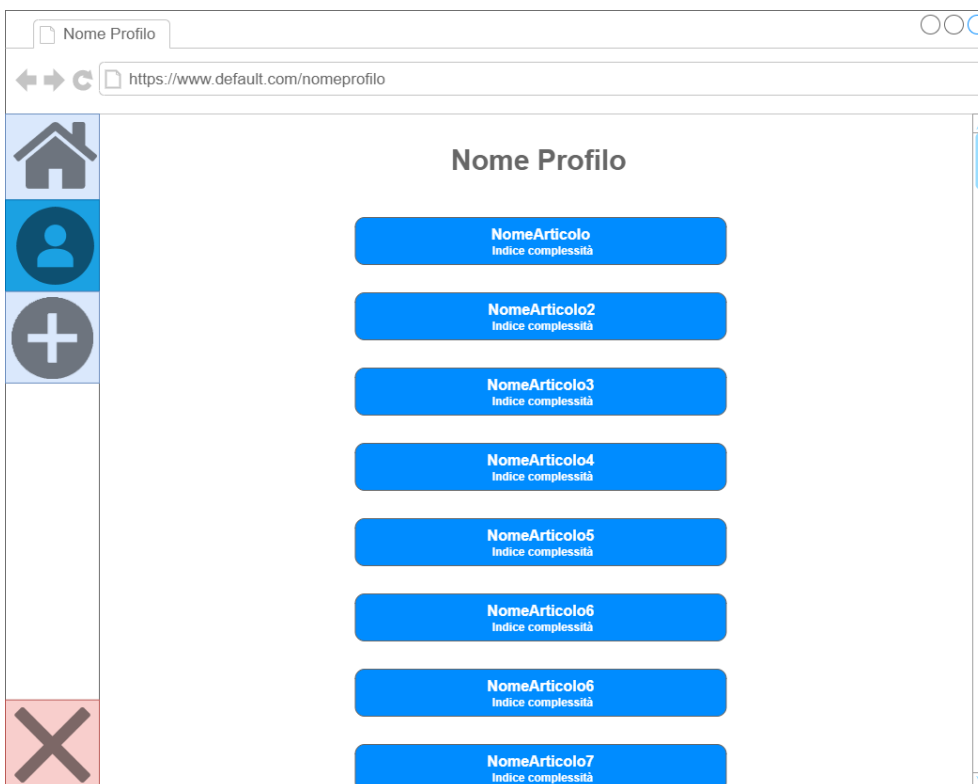 Nome Profilo
https://www.default.com/nomeprofilo
Nome Profilo
NomeArticolo
Indice complessità
NomeArticolo2
Indice complessità
NomeArticolo3
Indice complessità
NomeArticolo4
Indice complessità
NomeArticolo5
Indice complessità
NomeArticolo6
Indice complessità
NomeArticolo6
Indice complessità
NomeArticolo7
Indice complessità